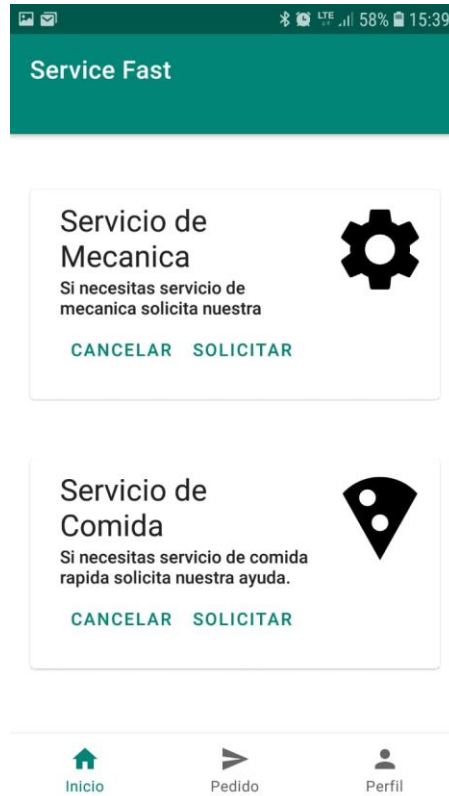 LTE 58% 15:39
Service Fast
Servicio de
Mecanica
Si necesitas servicio de
mecanica solicita nuestra
CANCELAR SOLICITAR
Servicio de
Comida
Si necesitas servicio de comida
rapida solicita nuestra ayuda.
CANCELAR SOLICITAR
Inicio Pedido Perfil